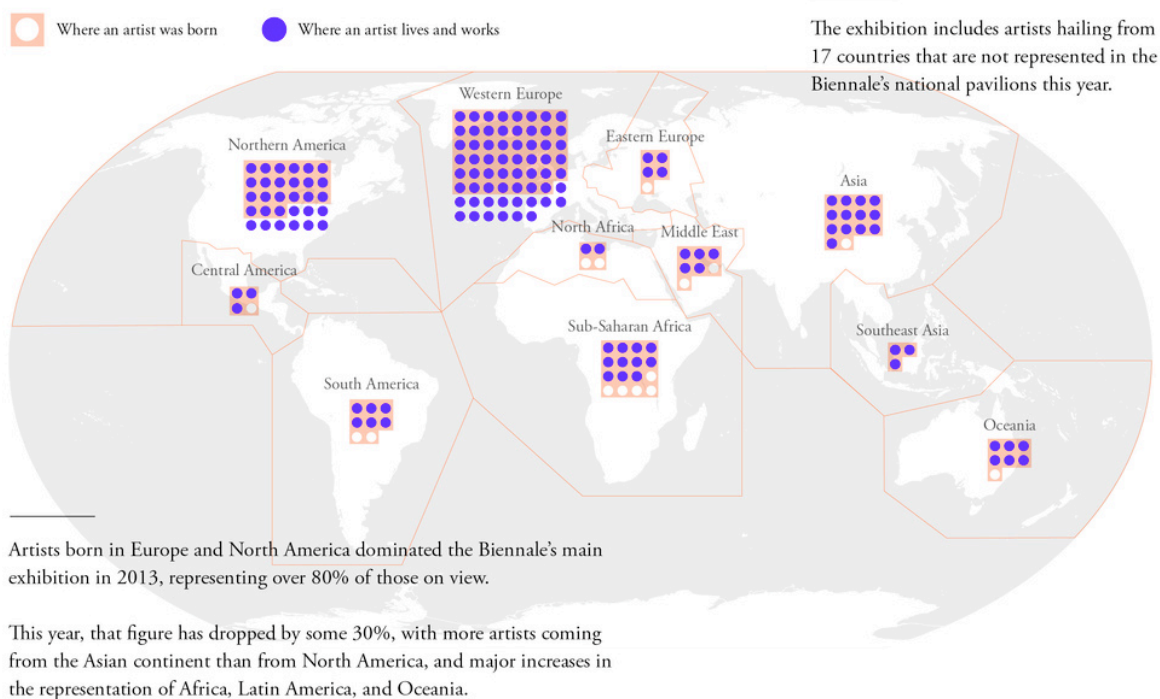 Where an artist was born
Where an artist lives and works
The exhibition includes artists hailing from
17 countries that are not represented in the
Biennale’s national pavilions this year.
Western Europe
Eastern Europe
Northern America
Asia
North Africa
Middle East
Central America
Sub-Saharan Africa
Southeast Asia
South America
Oceania
Artists born in Europe and North America dominated the Biennale’s main
exhibition in 2013, representing over 80% of those on view.
This year, that figure has dropped by some 30%, with more artists coming
from the Asian continent than from North America, and major increases in
the representation of Africa, Latin America, and Oceania.